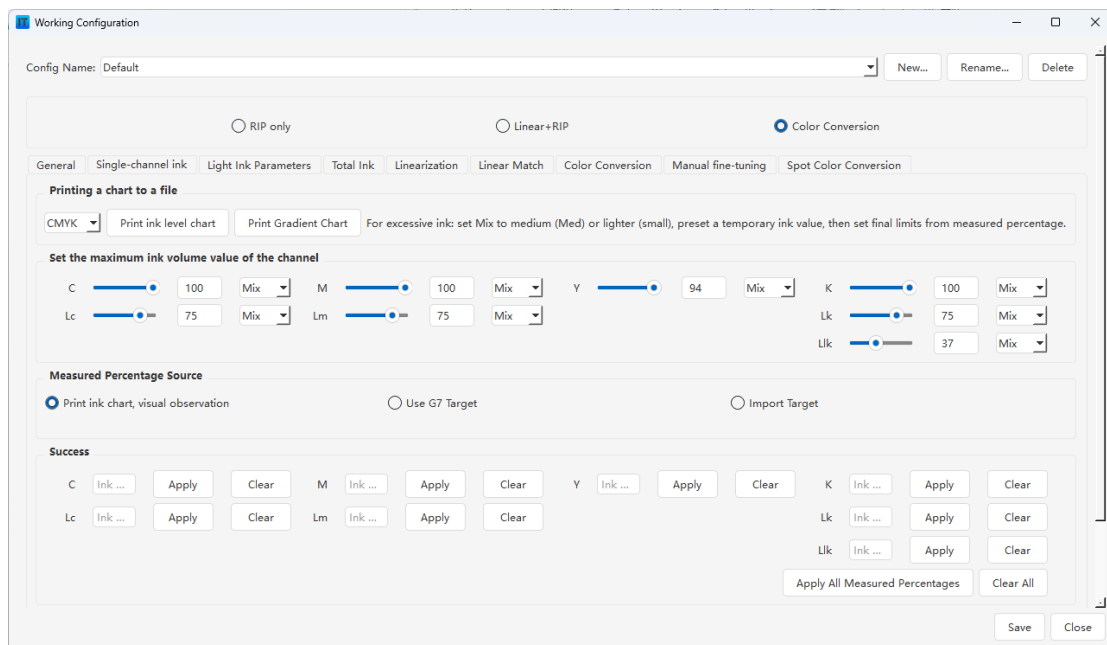 IT Working Configuration
Config Name: Default New... Rename... Delete
RIP only Linear+RIP Color Conversion
General Single-channel ink Light Ink Parameters Total Ink Linearization Linear Match Color Conversion Manual fine-tuning Spot Color Conversion
Printing a chart to a file
CMYK Print ink level chart Print Gradient Chart For excessive ink: set Mix to medium (Med) or lighter (small), preset a temporary ink value, then set final limits from measured percentage.
Set the maximum ink volume value of the channel
C 100 Mix M 100 Mix Y 94 Mix K 100 Mix
Lc 75 Mix Lm 75 Mix Lk 75 Mix
Llk 37 Mix
Measured Percentage Source
Print ink chart, visual observation Use G7 Target Import Target
Success
C Ink ... Apply Clear M Ink ... Apply Clear Y Ink ... Apply Clear K Ink ... Apply Clear
Lc Ink ... Apply Clear Lm Ink ... Apply Clear Lk Ink ... Apply Clear
Llk Ink ... Apply Clear
Apply All Measured Percentages Clear All
Save Close